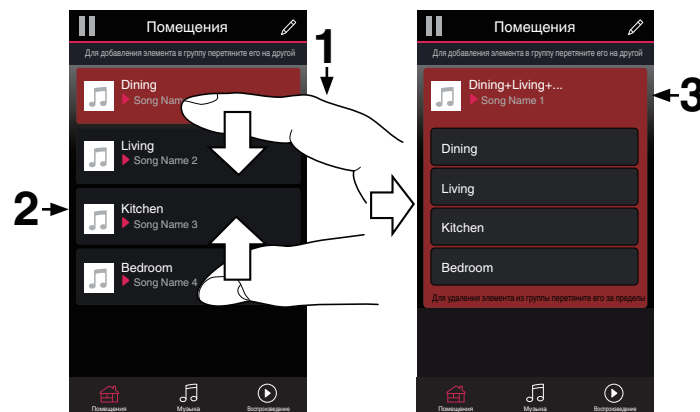 Помещения
Для добавления элемента в группу перетяните его на другой
Dining
Song Nam
Living
Song Name 2
Kitchen
Song Name 3
Bedroom
Song Name 4
Помещения
Музыка
Воспроизведение
1
2
Помещения
Для добавления элемента в группу перетяните его на другой
Dining+Living+...
Song Name 1
Dining
Living
Kitchen
Bedroom
Для удаления элемента из группы перетяните его за пределы
Помещения
Музыка
Воспроизведение
3